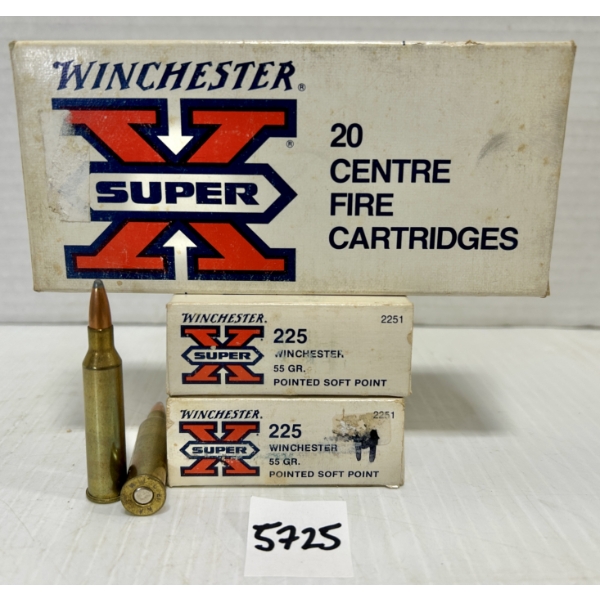 WINCHESTER®
X
SUPER
®
20
CENTRE
FIRE
CARTRIDGES
WINCHESTER.
X
SUPER
2251
225
WINCHESTER
55 GR.
POINTED SOFT POINT
WINCHESTER.
X
SUPER
2251
225
WINCHESTER
55 GR.
POINTED SOFT POINT
5725